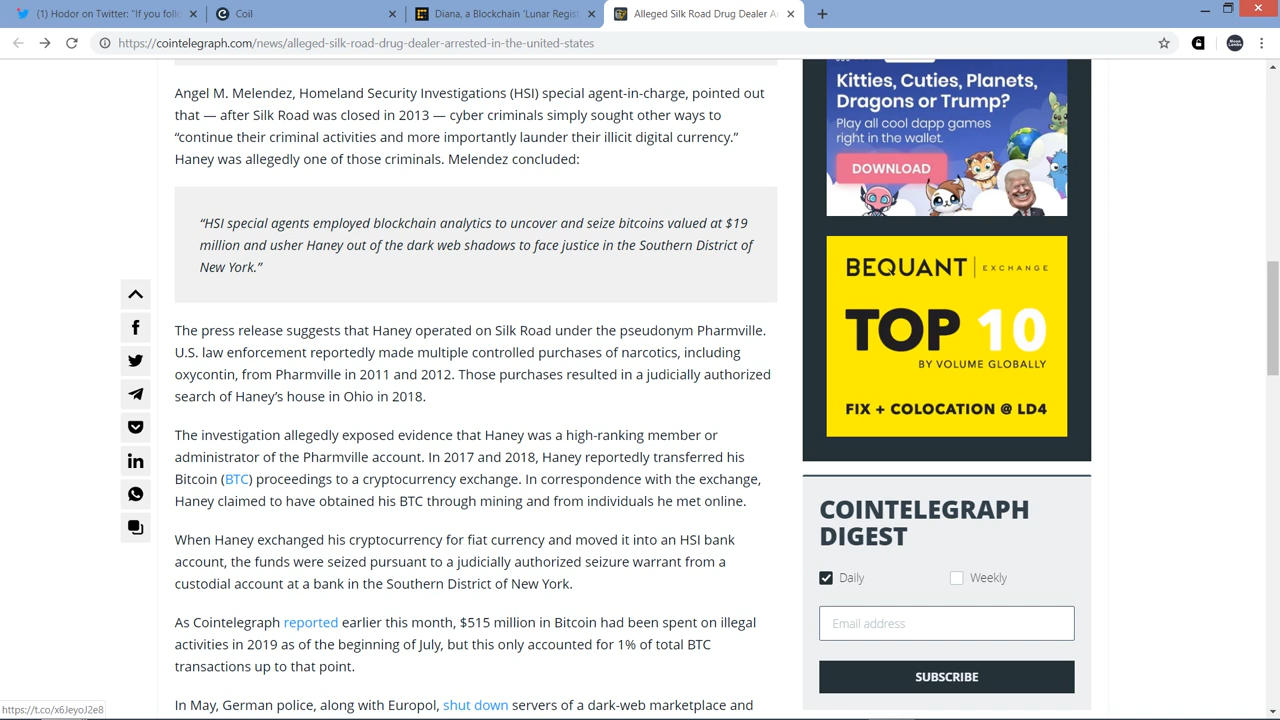 (1) Hodor on Twitter: "If you follo
Coil
Diana, a Blockchain 'Lunar Regist
Alleged Silk Road Drug Dealer Ar
https://cointelegraph.com/news/alleged-silk-road-drug-dealer-arrested-in-the-united-states
Angel M. Melendez, Homeland Security Investigations (HSI) special agent-in-charge, pointed out
that — after Silk Road was closed in 2013 — cyber criminals simply sought other ways to
“conduct criminal activities and more importantly launder their illicit digital currency.”
Haney was allegedly one of those criminals. Melendez concluded:
“HSI special agents employed blockchain analytics to uncover and seize bitcoins valued at $19
million and usher Haney out of the dark web shadows to face justice in the Southern District of
New York.”
The press release suggests that Haney operated on Silk Road under the pseudonym Pharmville.
U.S. law enforcement reportedly made multiple controlled purchases of narcotics, including
oxycontin, from Pharmville in 2011 and 2012. Those purchases resulted in a judicially authorized
search of Haney’s house in Ohio in 2018.
The investigation allegedly exposed evidence that Haney was a high-ranking member or
administrator of the Pharmville account. In 2017 and 2018, Haney reportedly transferred his
Bitcoin (BTC) proceedings to a cryptocurrency exchange. In correspondence with the exchange,
Haney claimed to have obtained his BTC through mining and from individuals he met online.
When Haney exchanged his cryptocurrency for fiat currency and moved it into an HSI bank
account, the funds were seized pursuant to a judicially authorized seizure warrant from a
custodial account at a bank in the Southern District of New York.
As Cointelegraph reported earlier this month, $515 million in Bitcoin had been spent on illegal
activities in 2019 as of the beginning of July, but this only accounted for 1% of total BTC
transactions up to that point.
In May, German police, along with Europol, shut down servers of a dark-web marketplace and
https://t.co/x6JeyoJ2e8
Kitties, Cuties, Planets,
Dragons or Trump?
Play all cool dapp games
right in the wallet.
DOWNLOAD
BEQUANT | EXCHANGE
TOP 10
BY VOLUME GLOBALLY
FIX + COLOCATION @ LD4
COINTELEGRAPH
DIGEST
Daily
Weekly
Email address
SUBSCRIBE